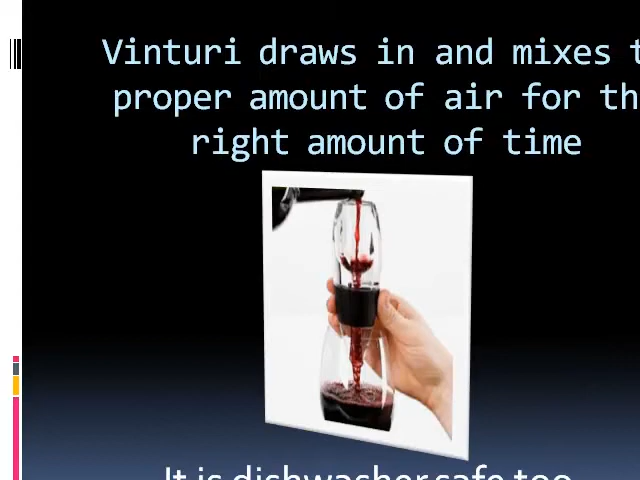 Vinturi draws in and mixes t
proper amount of air for th
right amount of time
It is dishwasher safe too